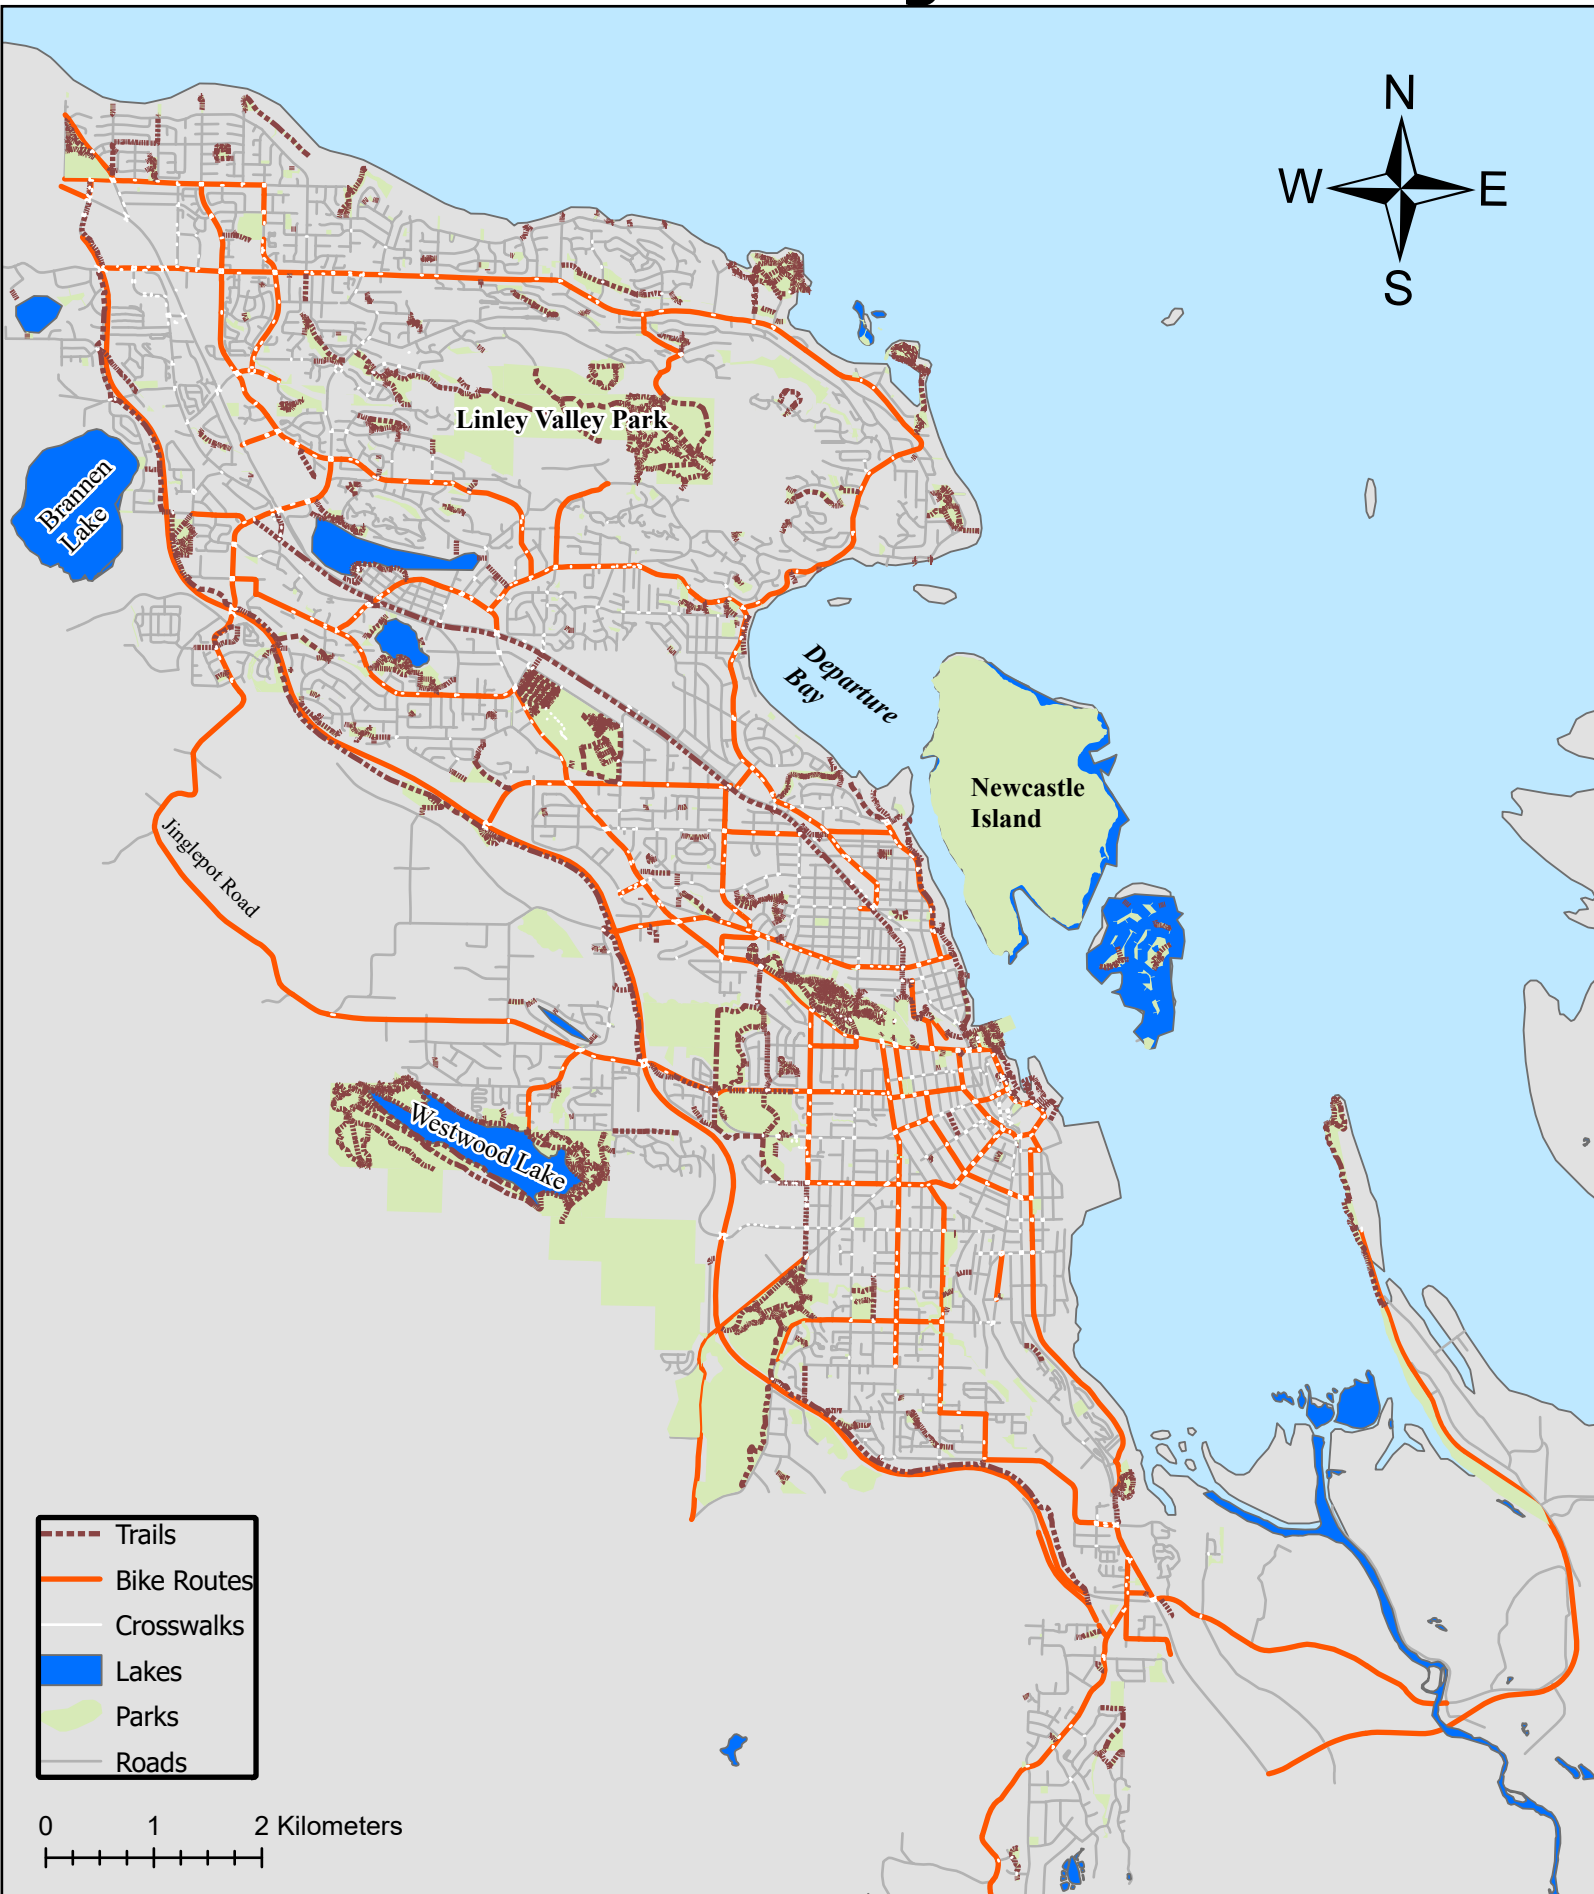 N
W E
S
Linley Valley Park
Brannen
Lake
Departure
Bay
Newcastle
Island
Jinglepot Road
Westwood Lake
Trails
Bike Routes
Crosswalks
Lakes
Parks
Roads
0 1 2 Kilometers